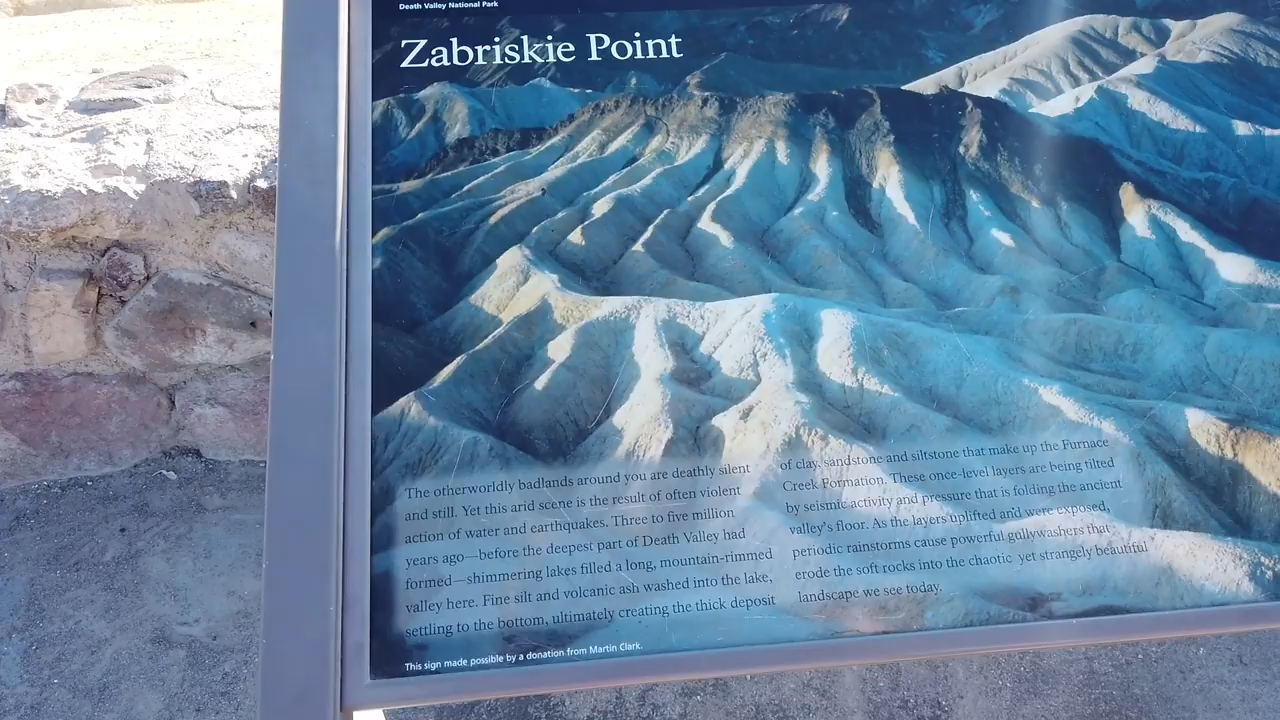 Death Valley National Park
Zabriskie Point
The otherworldly badlands around you are deathly silent
and still. Yet this arid scene is the result of often violent
action of water and earthquakes. Three to five million
years ago—before the deepest part of Death Valley had
formed—shimmering lakes filled a long, mountain-rimmed
valley here. Fine silt and volcanic ash washed into the lake,
settling to the bottom, ultimately creating the thick deposit
of clay, sandstone and siltstone that make up the Furnace
Creek Formation. These once-level layers are being tilted
by seismic activity and pressure that is folding the ancient
valley's floor. As the layers uplifted and were exposed,
periodic rainstorms cause powerful gullywashers that
erode the soft rocks into the chaotic yet strangely beautiful
landscape we see today.
This sign made possible by a donation from Martin Clark.